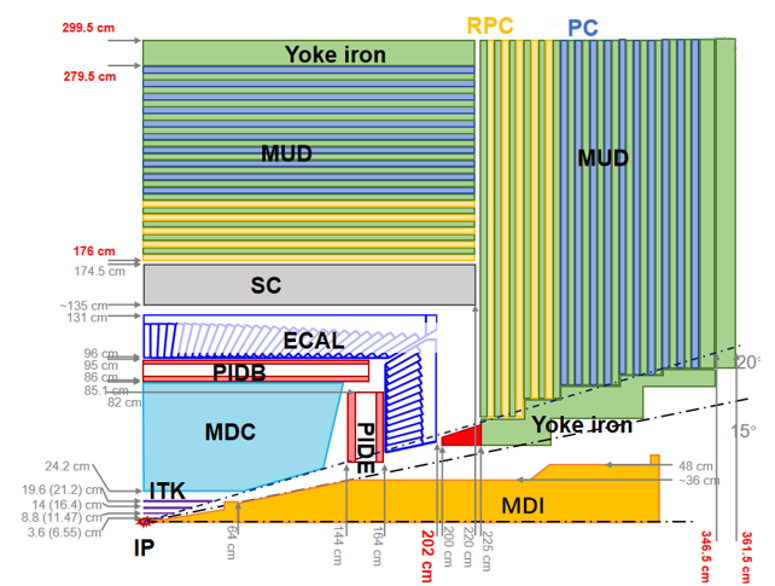 299.5 cm
RPC
PC
Yoke iron
279.5 cm
MUD
MUD
176 cm
174.5 cm
SC
~135 cm
131 cm
ECAL
96 cm
95 cm
86 cm
85.1 cm
82 cm
PIDB
20°
MDC
PIDE
Yoke iron
15°
24.2 cm
48 cm
ITK
~36 cm
19.6 (21.2) cm
14 (16.4) cm
8.8 (11.47) cm
3.6 (6.55) cm
MDI
IP
64 cm
144 cm
164 cm
202 cm
200 cm
220 cm
225 cm
346.5 cm
361.5 cm